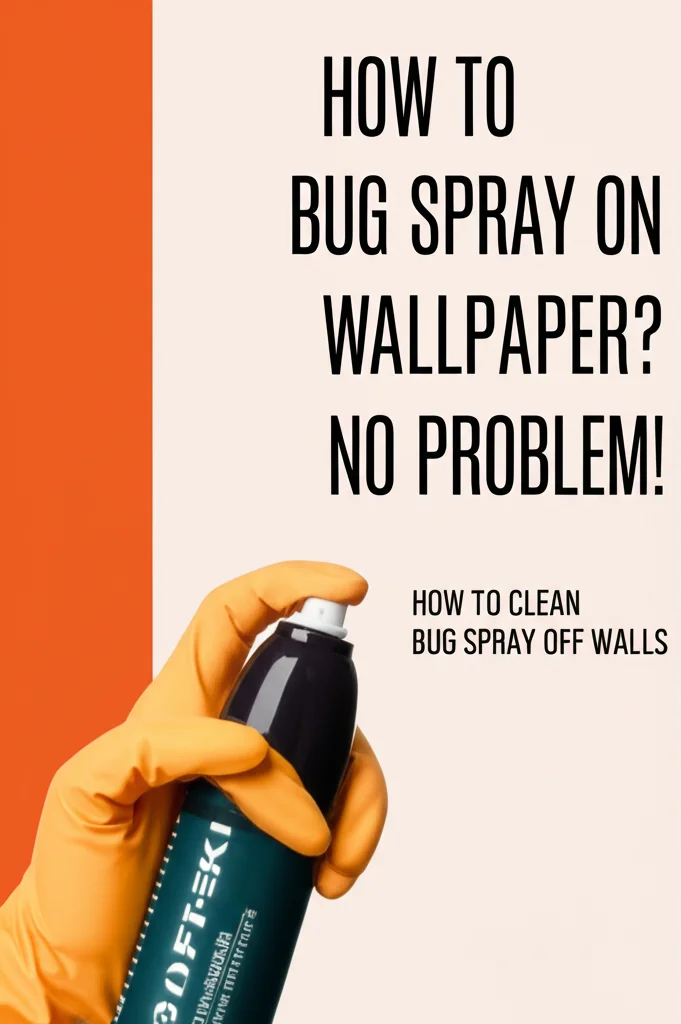 HOW TO
BUG SPRAY ON
WALLPAPER?
NO PROBLEM!
HOW TO CLEAN
BUG SPRAY OFF WALLS